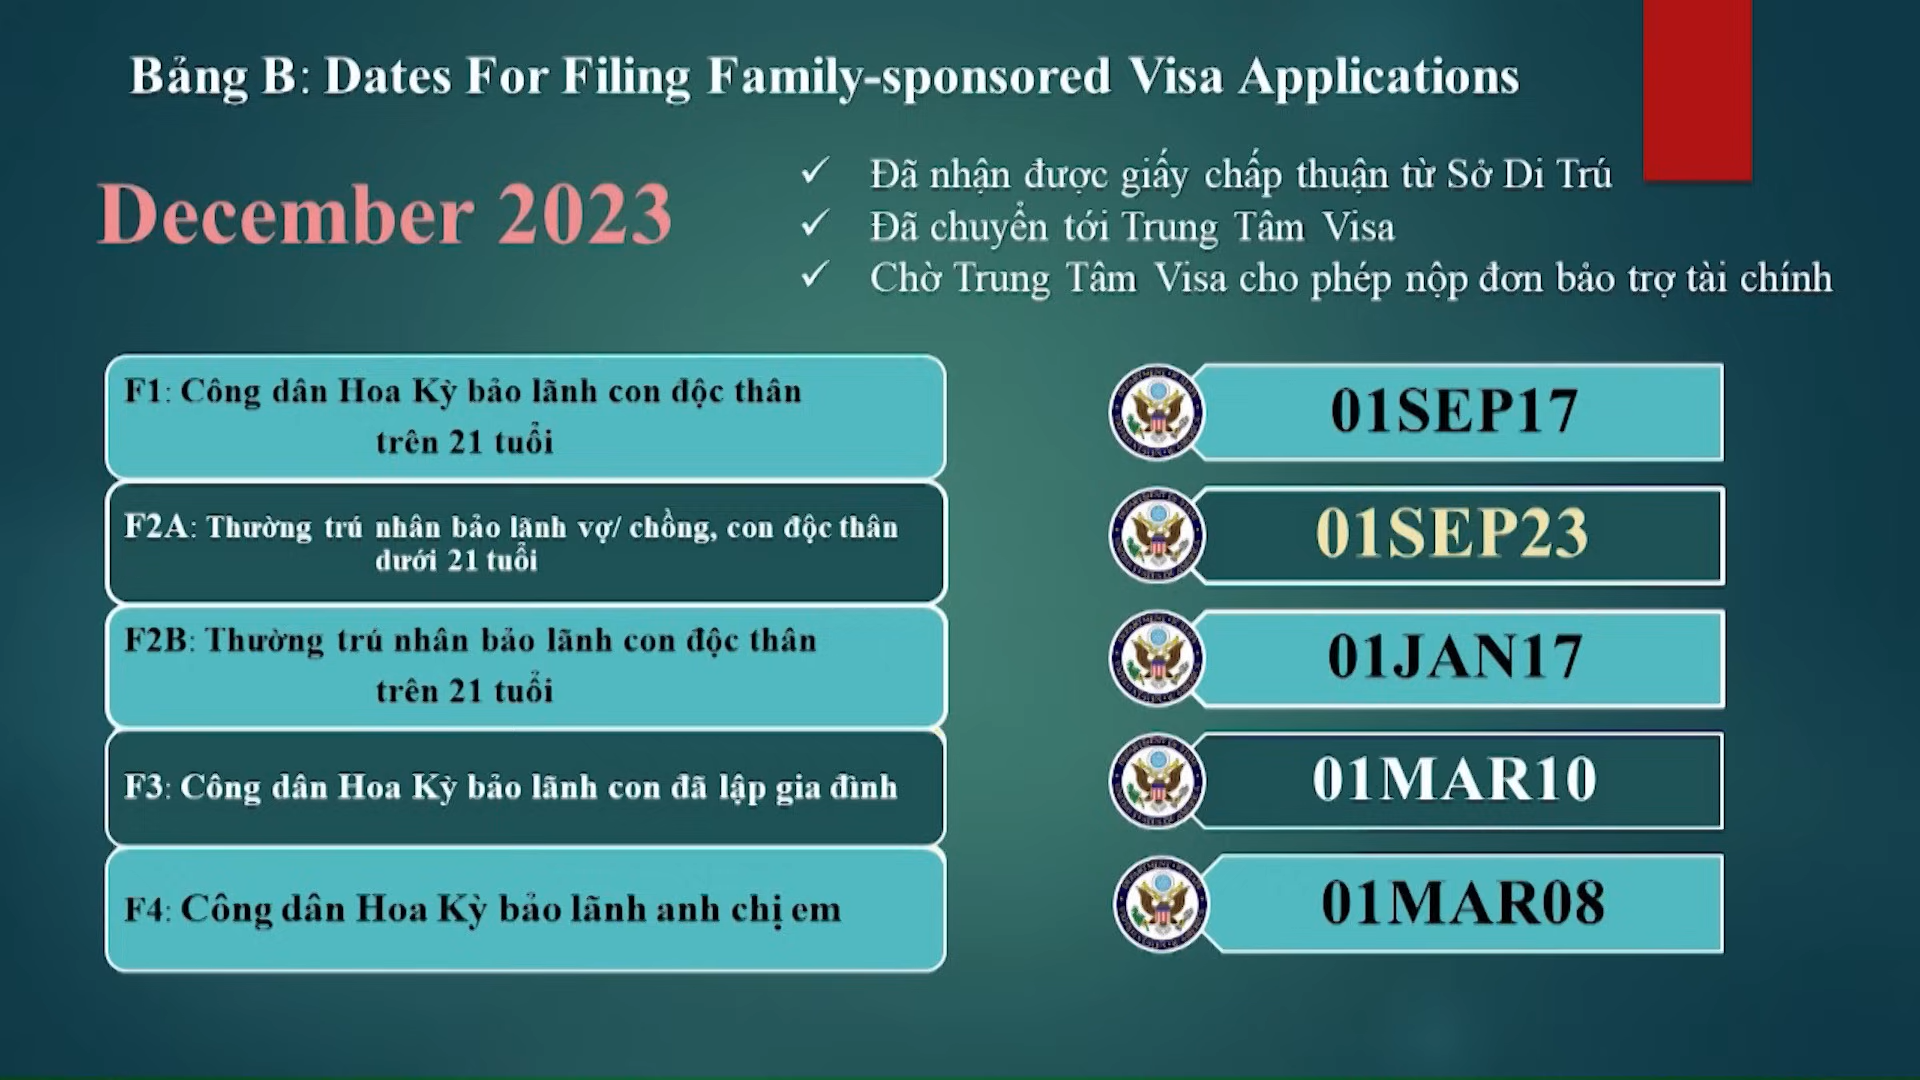 Bảng B: Dates For Filing Family-sponsored Visa Applications
December 2023
✓ Đã nhận được giấy chấp thuận từ Sở Di Trú
✓ Đã chuyển tới Trung Tâm Visa
✓ Chờ Trung Tâm Visa cho phép nộp đơn bảo trợ tài chính
F1: Công dân Hoa Kỳ bảo lãnh con độc thân
trên 21 tuổi
01SEP17
F2A: Thường trú nhân bảo lãnh vợ/ chồng, con độc thân
dưới 21 tuổi
01SEP23
F2B: Thường trú nhân bảo lãnh con độc thân
trên 21 tuổi
01JAN17
F3: Công dân Hoa Kỳ bảo lãnh con đã lập gia đình
01MAR10
F4: Công dân Hoa Kỳ bảo lãnh anh chị em
01MAR08